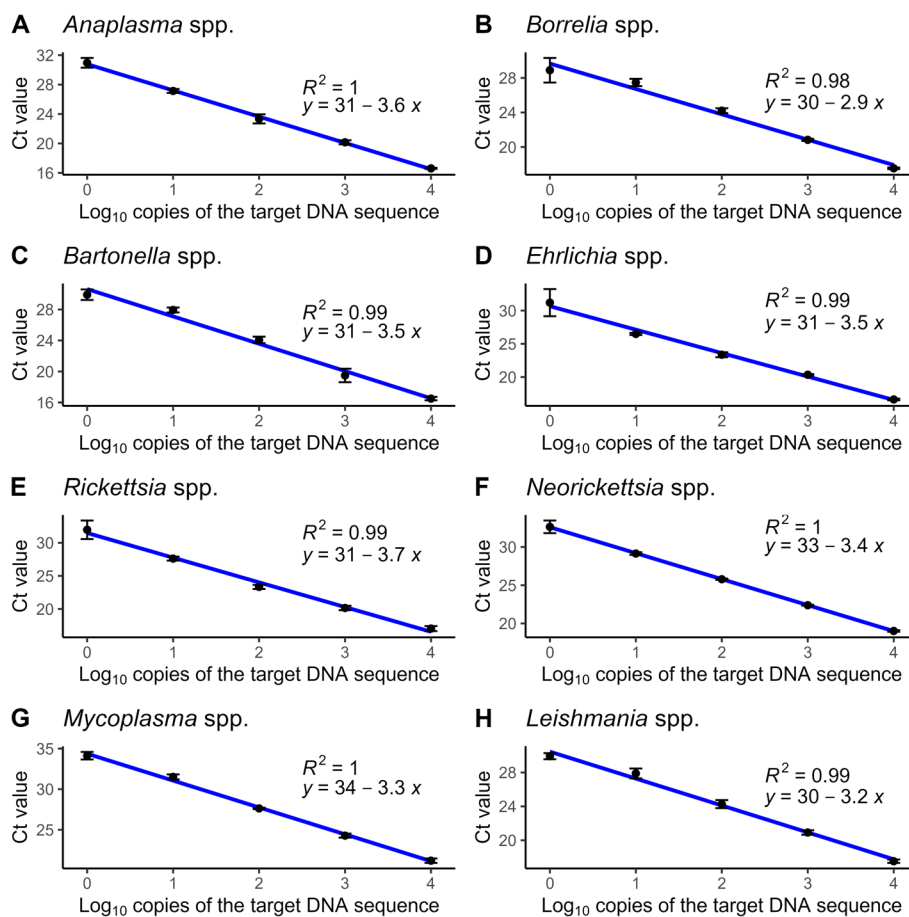 A Anaplasma spp.
32
28
24
20
16
Ct value
R² = 1
y = 31 − 3.6 x
0 1 2 3 4
Log₁₀ copies of the target DNA sequence
B Borrelia spp.
28
24
20
Ct value
R² = 0.98
y = 30 − 2.9 x
0 1 2 3 4
Log₁₀ copies of the target DNA sequence
C Bartonella spp.
28
24
20
16
Ct value
R² = 0.99
y = 31 − 3.5 x
0 1 2 3 4
Log₁₀ copies of the target DNA sequence
D Ehrlichia spp.
30
25
20
Ct value
R² = 0.99
y = 31 − 3.5 x
0 1 2 3 4
Log₁₀ copies of the target DNA sequence
E Rickettsia spp.
30
25
20
Ct value
R² = 0.99
y = 31 − 3.7 x
0 1 2 3 4
Log₁₀ copies of the target DNA sequence
F Neorickettsia spp.
30
25
20
Ct value
R² = 1
y = 33 − 3.4 x
0 1 2 3 4
Log₁₀ copies of the target DNA sequence
G Mycoplasma spp.
35
30
25
Ct value
R² = 1
y = 34 − 3.3 x
0 1 2 3 4
Log₁₀ copies of the target DNA sequence
H Leishmania spp.
28
24
20
Ct value
R² = 0.99
y = 30 − 3.2 x
0 1 2 3 4
Log₁₀ copies of the target DNA sequence